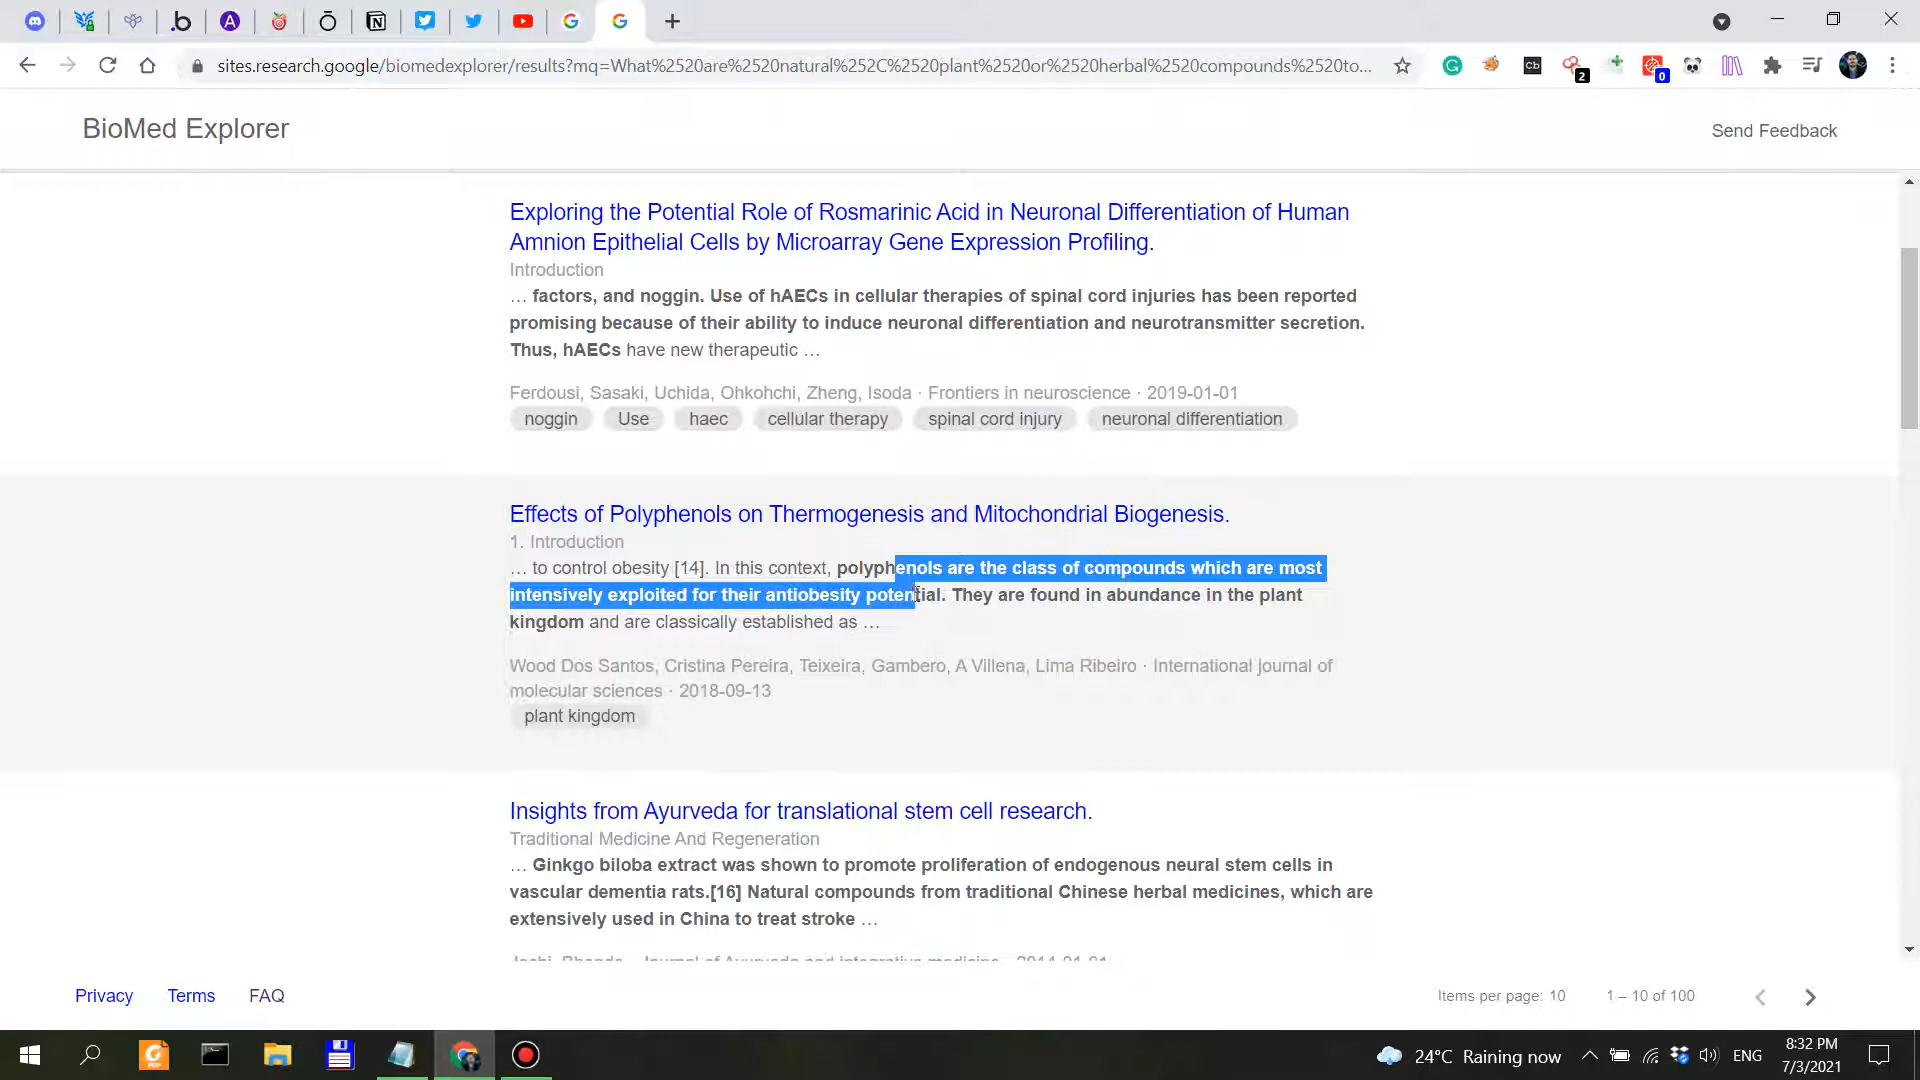 sites.research.google/biomedexplorer/results?mq=What%2520are%2520natural%252C%2520plant%2520or%2520herbal%2520compounds%2520to...
Cb
2
0
BioMed Explorer
Send Feedback
Exploring the Potential Role of Rosmarinic Acid in Neuronal Differentiation of Human
Amnion Epithelial Cells by Microarray Gene Expression Profiling.
Introduction
… factors, and noggin. Use of hAECs in cellular therapies of spinal cord injuries has been reported
promising because of their ability to induce neuronal differentiation and neurotransmitter secretion.
Thus, hAECs have new therapeutic …
Ferdousi, Sasaki, Uchida, Ohkohchi, Zheng, Isoda · Frontiers in neuroscience · 2019-01-01
noggin Use haec cellular therapy spinal cord injury neuronal differentiation
Effects of Polyphenols on Thermogenesis and Mitochondrial Biogenesis.
1. Introduction
… to control obesity [14]. In this context, polyphenols are the class of compounds which are most
intensively exploited for their antiobesity potential. They are found in abundance in the plant
kingdom and are classically established as …
Wood Dos Santos, Cristina Pereira, Teixeira, Gambero, A Villena, Lima Ribeiro · International journal of
molecular sciences · 2018-09-13
plant kingdom
Insights from Ayurveda for translational stem cell research.
Traditional Medicine And Regeneration
… Ginkgo biloba extract was shown to promote proliferation of endogenous neural stem cells in
vascular dementia rats.[16] Natural compounds from traditional Chinese herbal medicines, which are
extensively used in China to treat stroke …
Privacy Terms FAQ
Items per page: 10 1 – 10 of 100
24°C Raining now
ENG
8:32 PM
7/3/2021